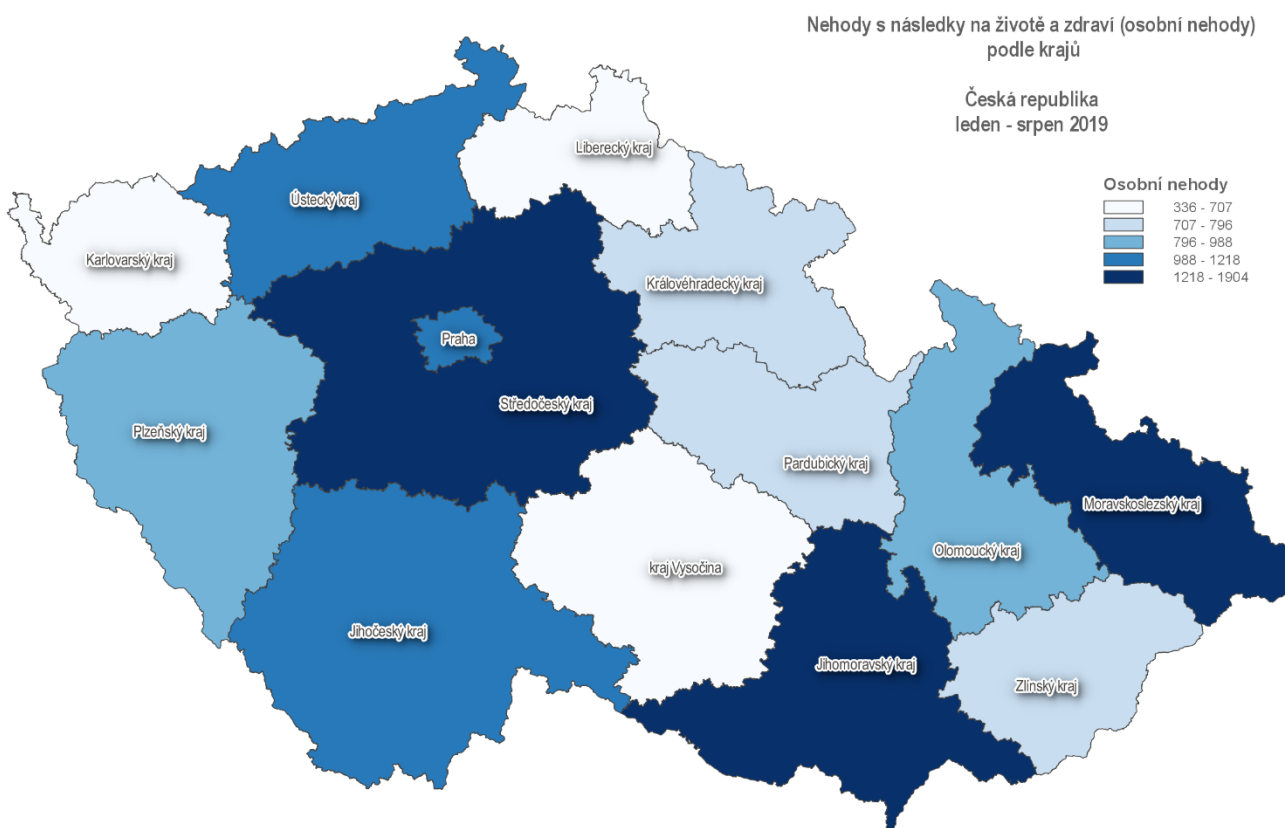 Nehody s následky na životě a zdraví (osobní nehody)
podle krajů
Česká republika
leden - srpen 2019
Osobní nehody
336 - 707
707 - 796
796 - 988
988 - 1218
1218 - 1904
Liberecký kraj
Ústecký kraj
Karlovarský kraj
Královéhradecký kraj
Praha
Středočeský kraj
Plzeňský kraj
Pardubický kraj
Moravskoslezský kraj
Olomoucký kraj
kraj Vysočina
Jihočeský kraj
Jihomoravský kraj
Zlínský kraj